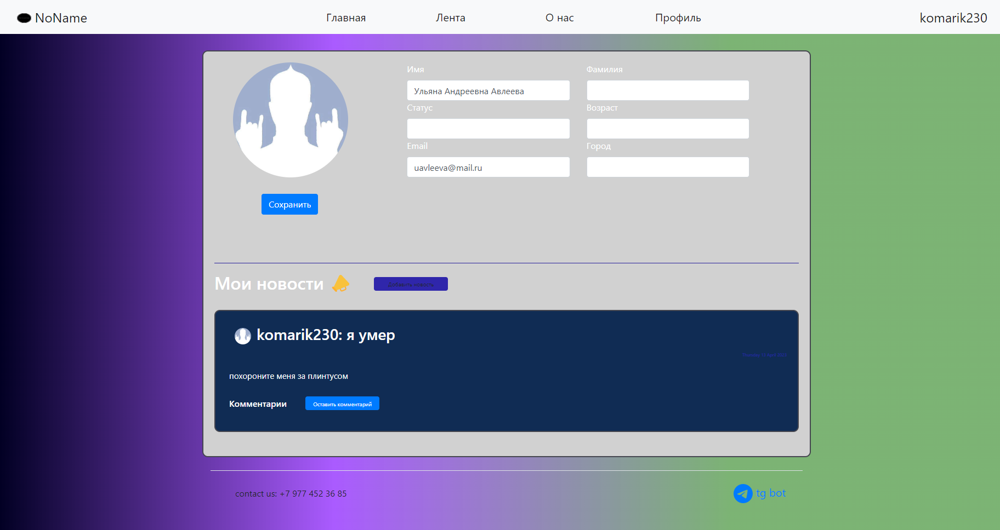 NoName Главная Лента О нас Профиль komarik230
Имя Фамилия
Ульяна Андреевна Авлеева
Статус Возраст
Email Город
uavleeva@mail.ru
Сохранить
Мои новости Добавить новость
komarik230: я умер
похороните меня за плинтусом
Комментарии Оставить комментарий
contact us: +7 977 452 36 85 tg bot